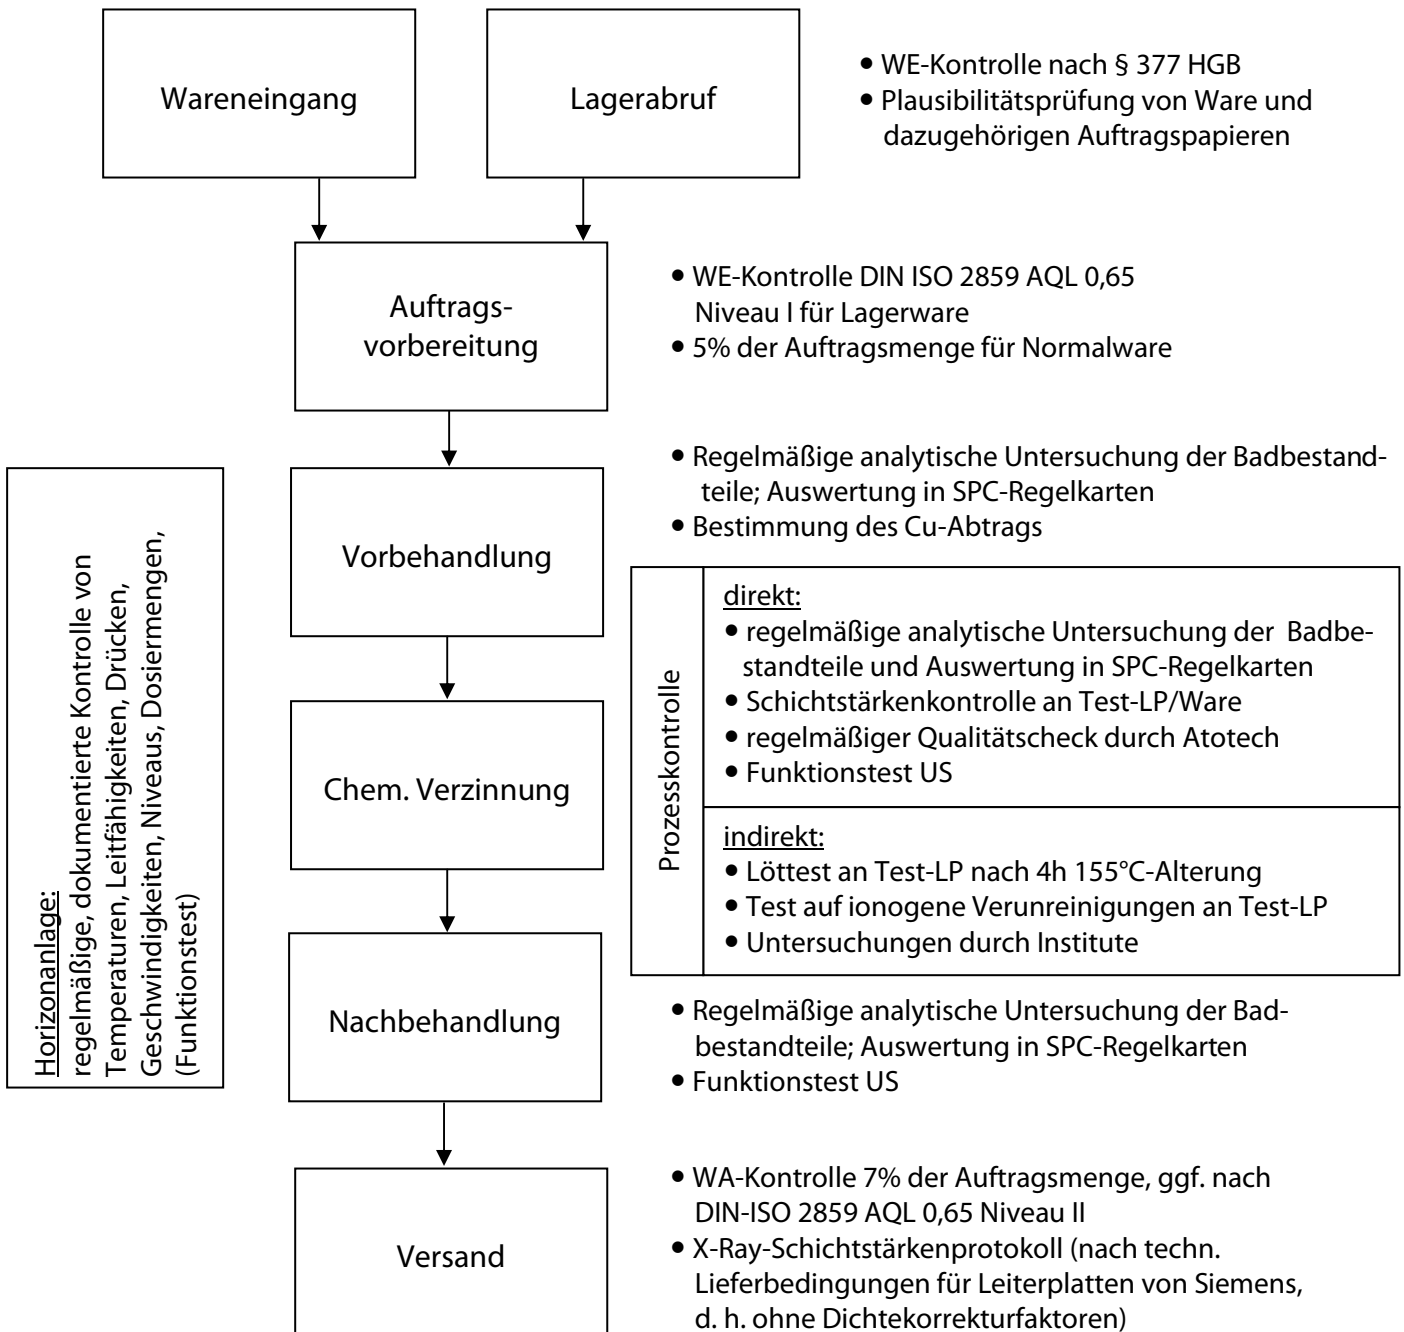 Wareneingang
Lagerabruf
• WE-Kontrolle nach § 377 HGB
• Plausibilitätsprüfung von Ware und
dazugehörigen Auftragspapieren
Auftrags-
vorbereitung
• WE-Kontrolle DIN ISO 2859 AQL 0,65
Niveau I für Lagerware
• 5% der Auftragsmenge für Normalware
Horizonanlage:
regelmäßige, dokumentierte Kontrolle von
Temperaturen, Leitfähigkeiten, Drücken,
Geschwindigkeiten, Niveaus, Dosiermengen,
(Funktionstest)
Vorbehandlung
• Regelmäßige analytische Untersuchung der Badbestand-
teile; Auswertung in SPC-Regelkarten
• Bestimmung des Cu-Abtrags
Chem. Verzinnung
Prozesskontrolle
direkt:
• regelmäßige analytische Untersuchung der Badbe-
standteile und Auswertung in SPC-Regelkarten
• Schichtstärkenkontrolle an Test-LP/Ware
• regelmäßiger Qualitätscheck durch Atotech
• Funktionstest US
indirekt:
• Löttest an Test-LP nach 4h 155°C-Alterung
• Test auf ionogene Verunreinigungen an Test-LP
• Untersuchungen durch Institute
Nachbehandlung
• Regelmäßige analytische Untersuchung der Bad-
bestandteile; Auswertung in SPC-Regelkarten
• Funktionstest US
Versand
• WA-Kontrolle 7% der Auftragsmenge, ggf. nach
DIN-ISO 2859 AQL 0,65 Niveau II
• X-Ray-Schichtstärkenprotokoll (nach techn.
Lieferbedingungen für Leiterplatten von Siemens,
d. h. ohne Dichtekorrekturfaktoren)